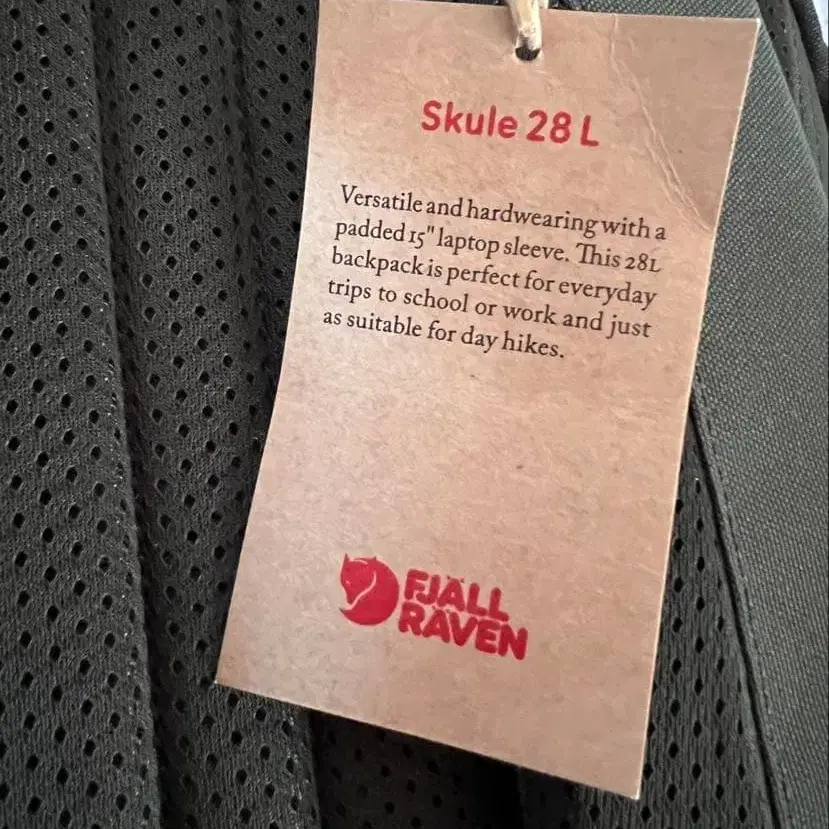 Skule 28 L
Versatile and hardwearing with a
padded 15" laptop sleeve. This 28L
backpack is perfect for everyday
trips to school or work and just
as suitable for day hikes.
FJÄLL
RÄVEN